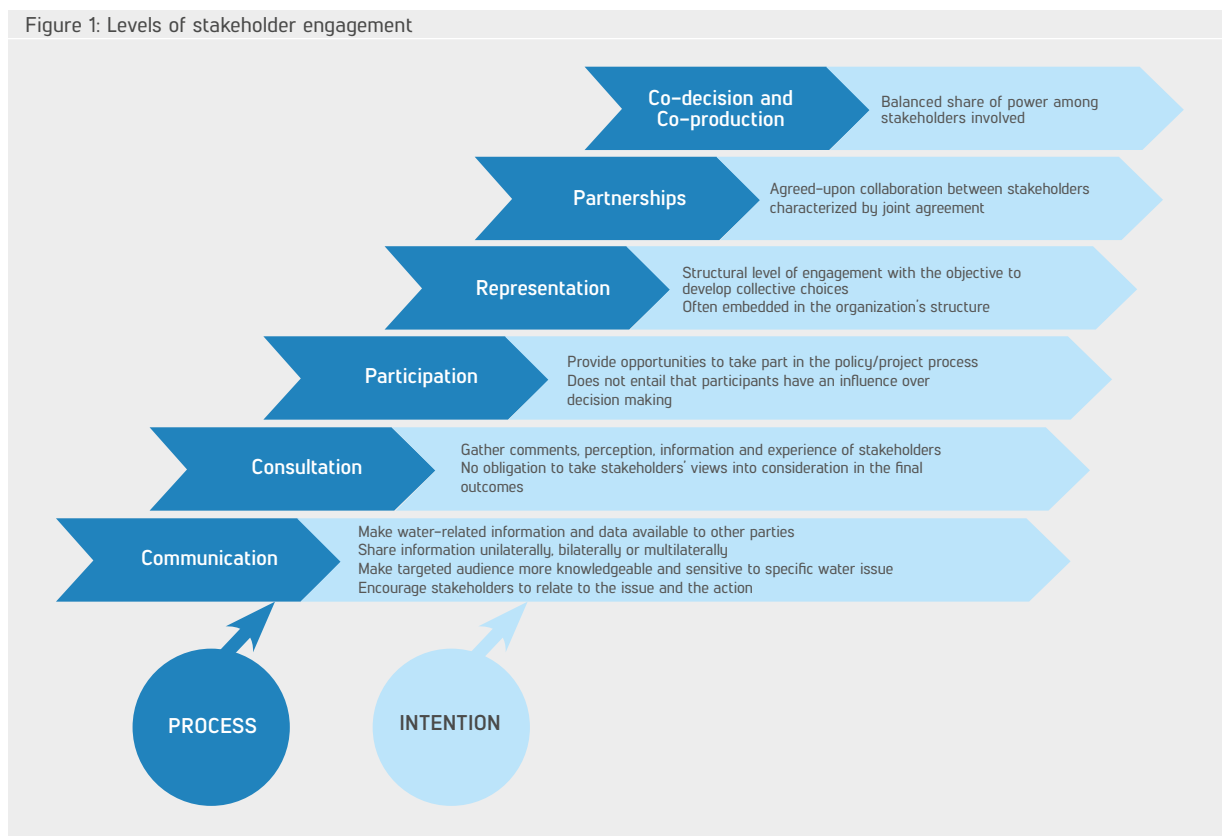 Figure 1: Levels of stakeholder engagement
Co-decision and
Co-production
Balanced share of power among
stakeholders involved
Partnerships
Agreed-upon collaboration between stakeholders
characterized by joint agreement
Representation
Structural level of engagement with the objective to
develop collective choices
Often embedded in the organization's structure
Participation
Provide opportunities to take part in the policy/project process
Does not entail that participants have an influence over
decision making
Consultation
Gather comments, perception, information and experience of stakeholders
No obligation to take stakeholders' views into consideration in the final
outcomes
Communication
Make water-related information and data available to other parties
Share information unilaterally, bilaterally or multilaterally
Make targeted audience more knowledgeable and sensitive to specific water issue
Encourage stakeholders to relate to the issue and the action
PROCESS
INTENTION